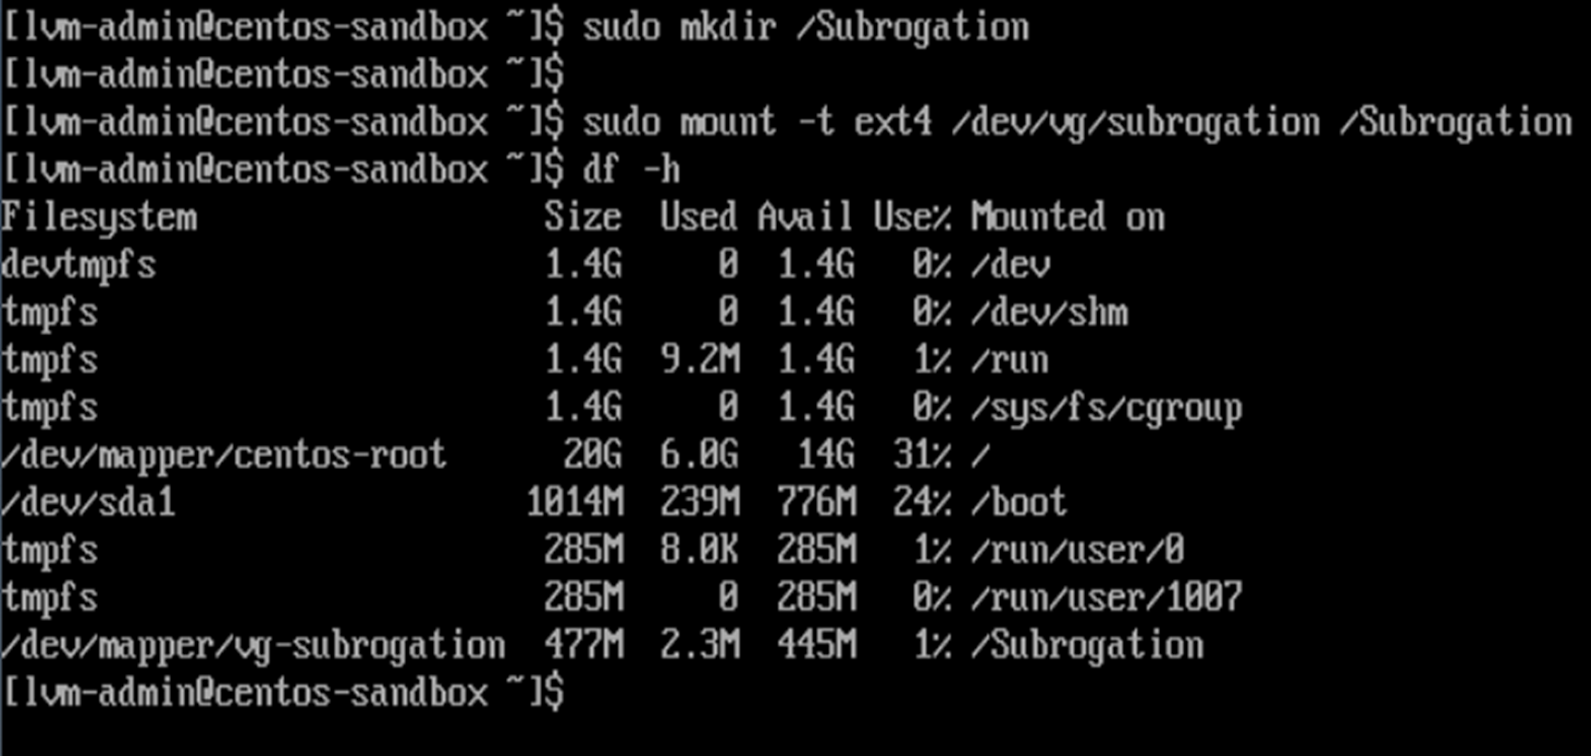 [lvm-admin@centos-sandbox ~]$ sudo mkdir /Subrogation
[lvm-admin@centos-sandbox ~]$
[lvm-admin@centos-sandbox ~]$ sudo mount -t ext4 /dev/vg/subrogation /Subrogation
[lvm-admin@centos-sandbox ~]$ df -h
Filesystem                  Size  Used Avail Use% Mounted on
devtmpfs                    1.4G     0  1.4G   0% /dev
tmpfs                       1.4G     0  1.4G   0% /dev/shm
tmpfs                       1.4G  9.2M  1.4G   1% /run
tmpfs                       1.4G     0  1.4G   0% /sys/fs/cgroup
/dev/mapper/centos-root      20G  6.0G   14G  31% /
/dev/sda1                  1014M  239M  776M  24% /boot
tmpfs                       285M  8.0K  285M   1% /run/user/0
tmpfs                       285M     0  285M   0% /run/user/1007
/dev/mapper/vg-subrogation  477M  2.3M  445M   1% /Subrogation
[lvm-admin@centos-sandbox ~]$